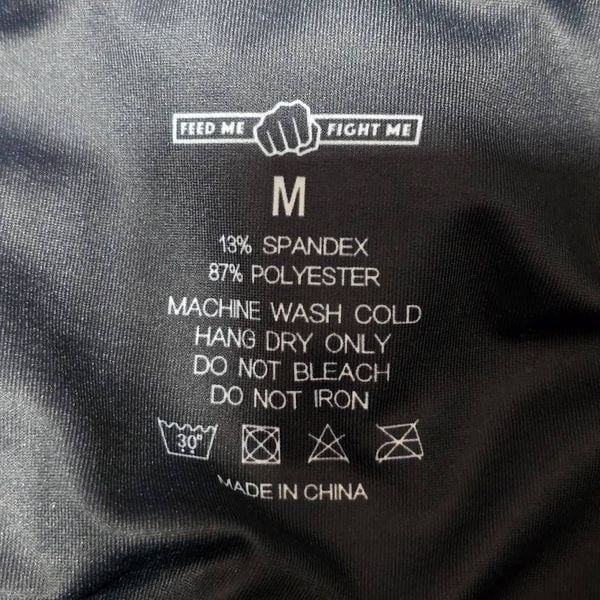 FEED ME FIGHT ME
M
13% SPANDEX
87% POLYESTER
MACHINE WASH COLD
HANG DRY ONLY
DO NOT BLEACH
DO NOT IRON
30°
MADE IN CHINA